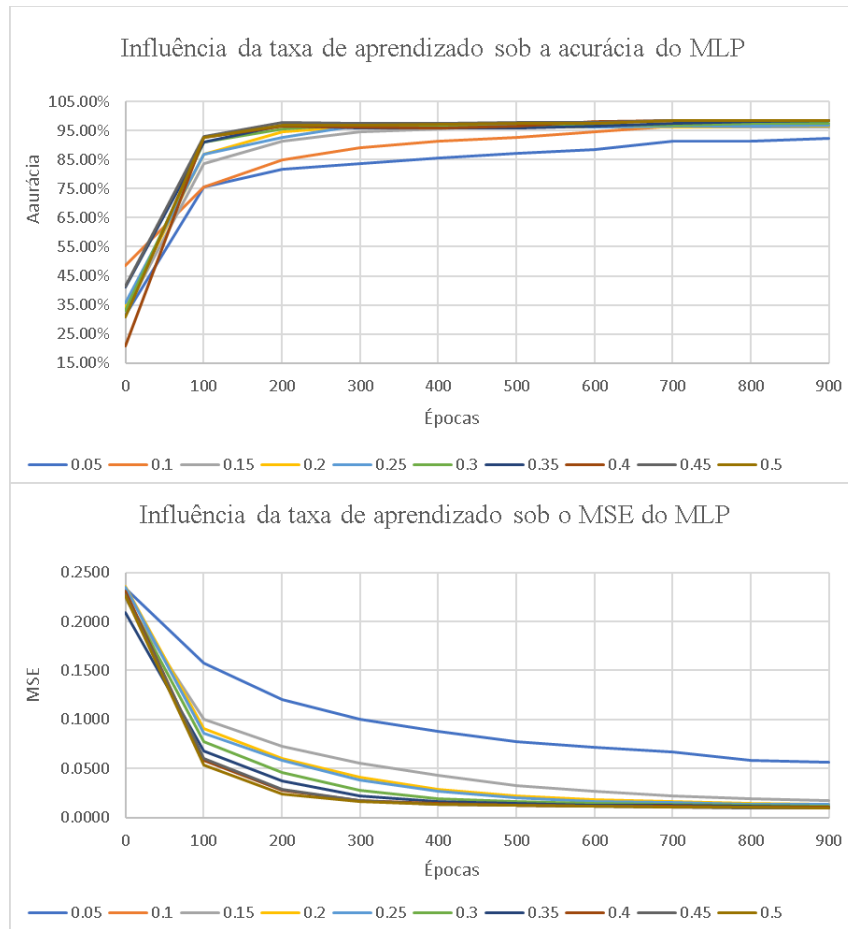 Influência da taxa de aprendizado sob a acurácia do MLP
105.00%
95.00%
85.00%
75.00%
65.00%
55.00%
45.00%
35.00%
25.00%
15.00%
Aaurácia
0 100 200 300 400 500 600 700 800 900
Épocas
0.05 0.1 0.15 0.2 0.25 0.3 0.35 0.4 0.45 0.5
Influência da taxa de aprendizado sob o MSE do MLP
0.2500
0.2000
0.1500
0.1000
0.0500
0.0000
MSE
0 100 200 300 400 500 600 700 800 900
Épocas
0.05 0.1 0.15 0.2 0.25 0.3 0.35 0.4 0.45 0.5